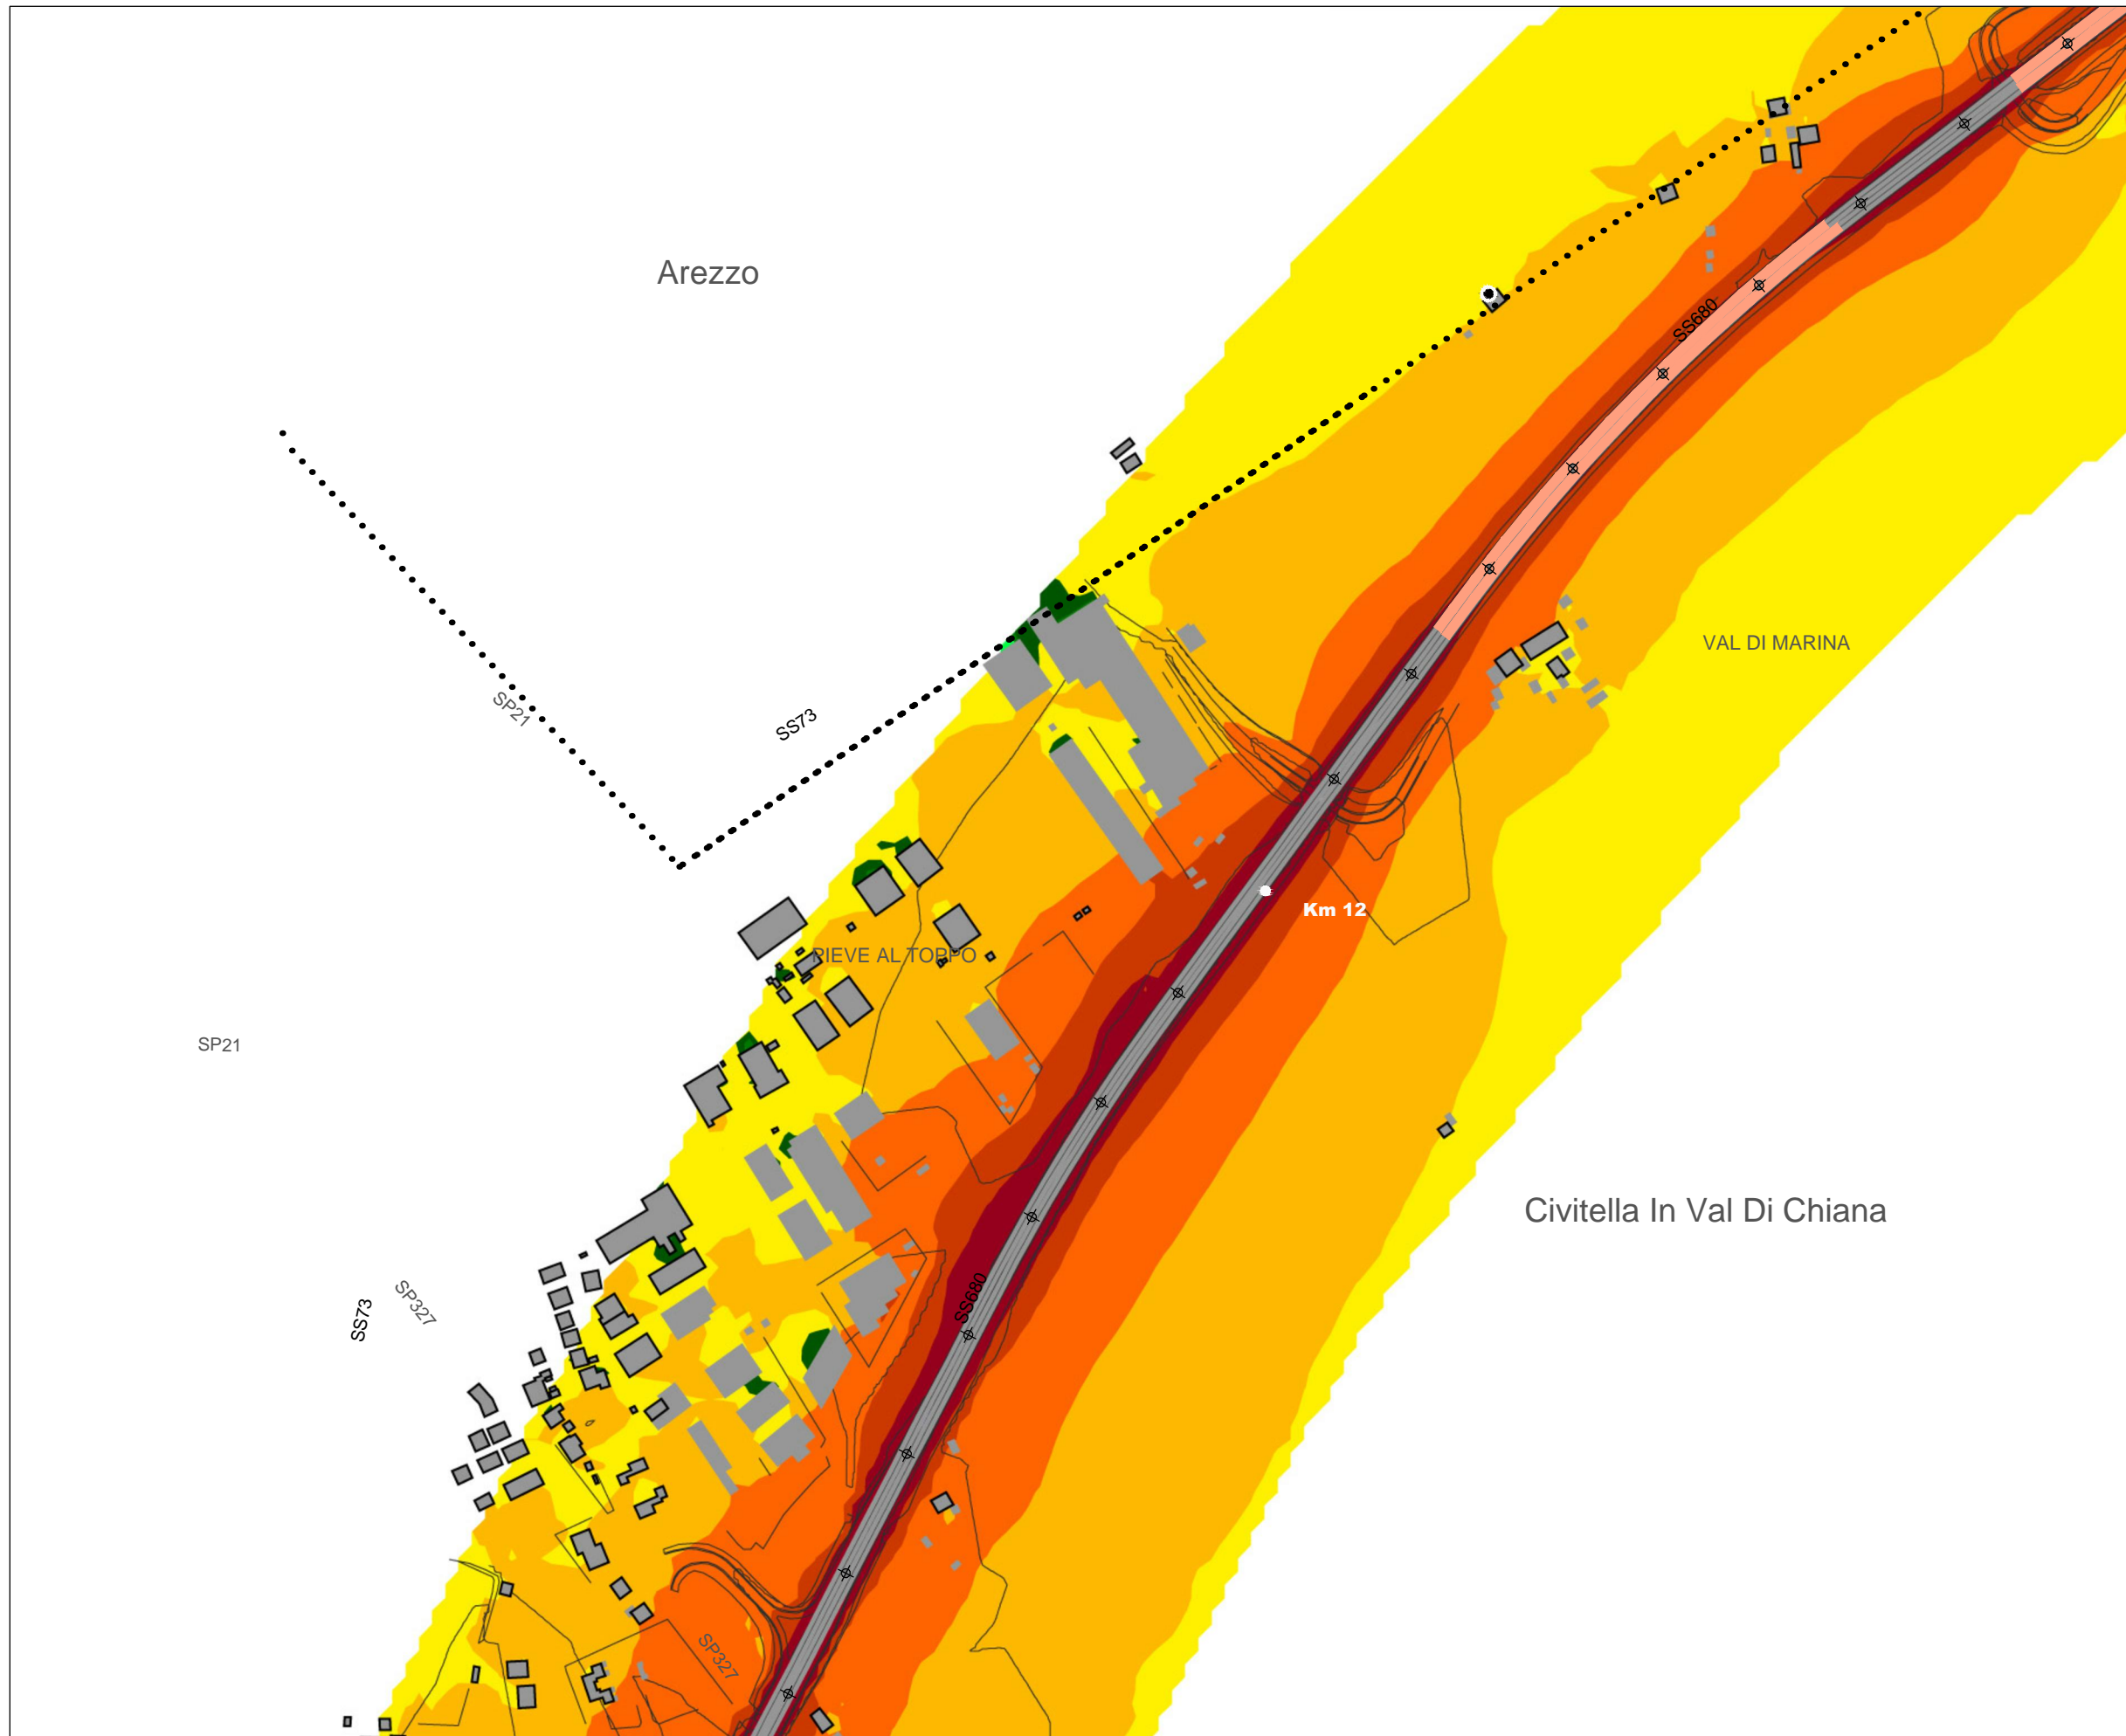 Arezzo
SS680
VAL DI MARINA
SP21
SS73
Km 12
PIEVE AL TOPPO
SP21
Civitella In Val Di Chiana
SS680
SP327
SS73
SP327